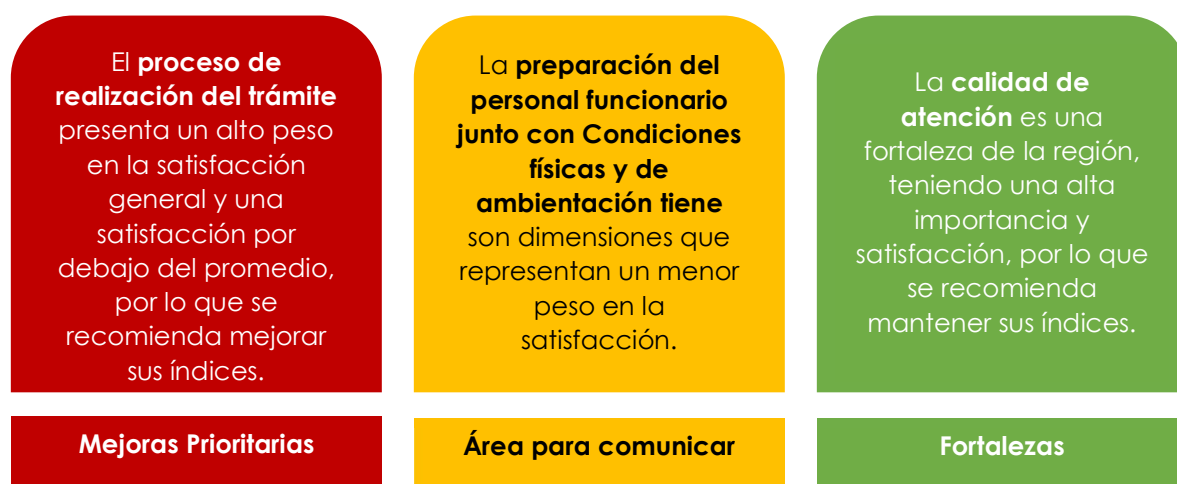 El proceso de
realización del trámite
presenta un alto peso
en la satisfacción
general y una
satisfacción por
debajo del promedio,
por lo que se
recomienda mejorar
sus índices.
Mejoras Prioritarias
La preparación del
personal funcionario
junto con Condiciones
físicas y de
ambientación tiene
son dimensiones que
representan un menor
peso en la
satisfacción.
Área para comunicar
La calidad de
atención es una
fortaleza de la región,
teniendo una alta
importancia y
satisfacción, por lo que
se recomienda
mantener sus índices.
Fortalezas